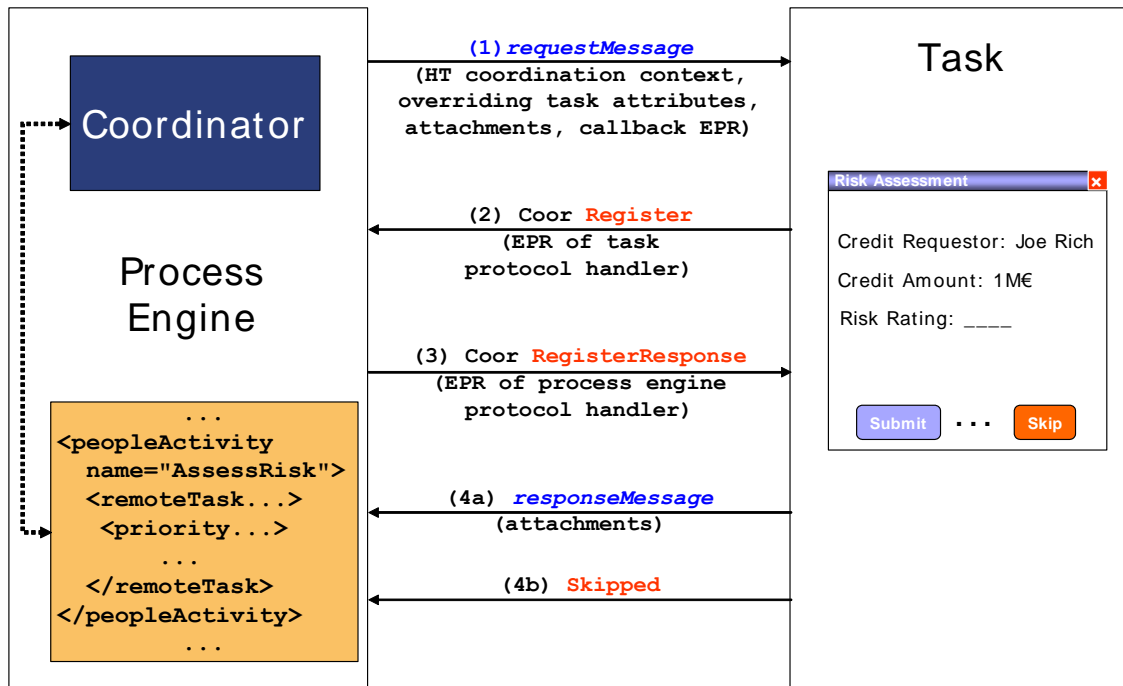 Coordinator
Process
Engine
...
<peopleActivity
name="AssessRisk">
<remoteTask...>
<priority...>
...
</remoteTask>
</peopleActivity>
...
(1)requestMessage
(HT coordination context,
overriding task attributes,
attachments, callback EPR)
(2) Coor Register
(EPR of task
protocol handler)
(3) Coor RegisterResponse
(EPR of process engine
protocol handler)
(4a) responseMessage
(attachments)
(4b) Skipped
Task
Risk Assessment x
Credit Requestor: Joe Rich
Credit Amount: 1M€
Risk Rating: ____
Submit ... Skip